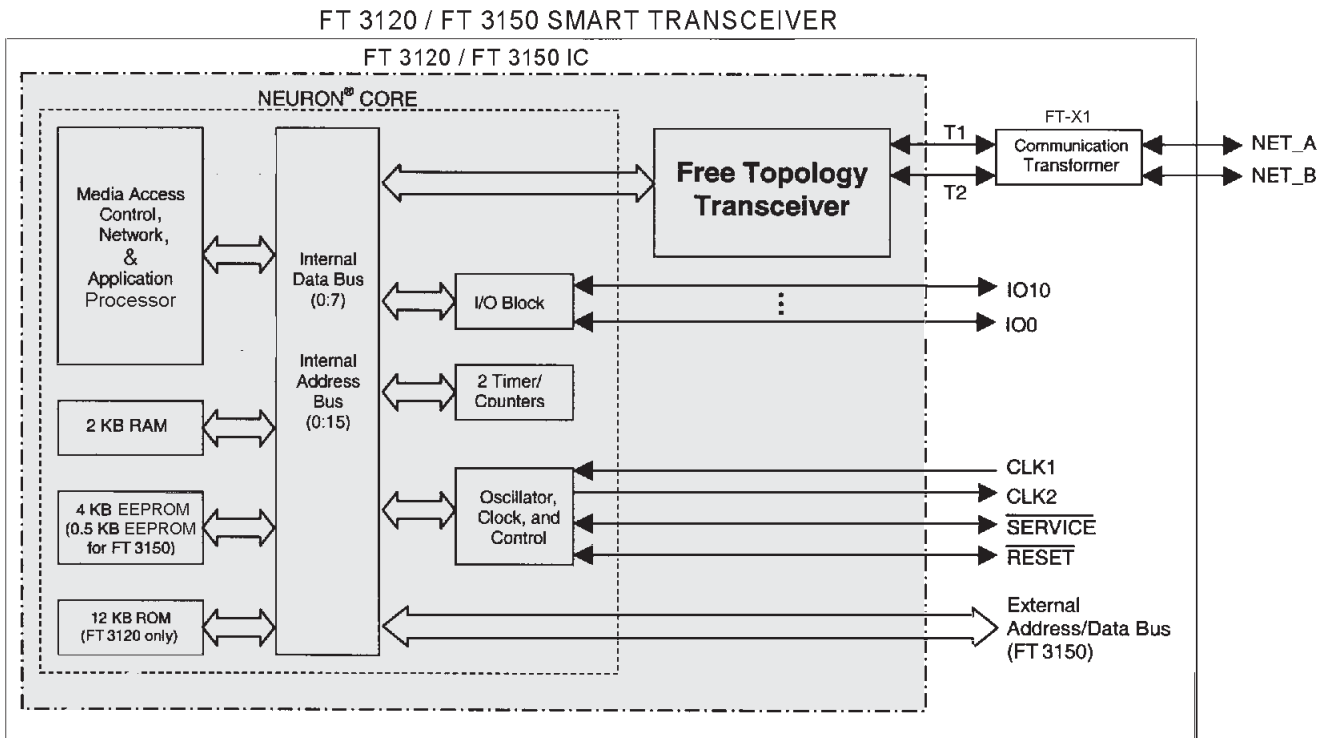 FT 3120 / FT 3150 SMART TRANSCEIVER
FT 3120 / FT 3150 IC
NEURON® CORE
Media Access
Control,
Network,
&
Application
Processor
2 KB RAM
4 KB EEPROM
(0.5 KB EEPROM
for FT 3150)
12 KB ROM
(FT 3120 only)
Internal
Data Bus
(0:7)
Internal
Address
Bus
(0:15)
Free Topology
Transceiver
I/O Block
2 Timer/
Counters
Oscillator,
Clock, and
Control
T1
T2
FT-X1
Communication
Transformer
NET_A
NET_B
IO10
IO0
CLK1
CLK2
SERVICE
RESET
External
Address/Data Bus
(FT 3150)